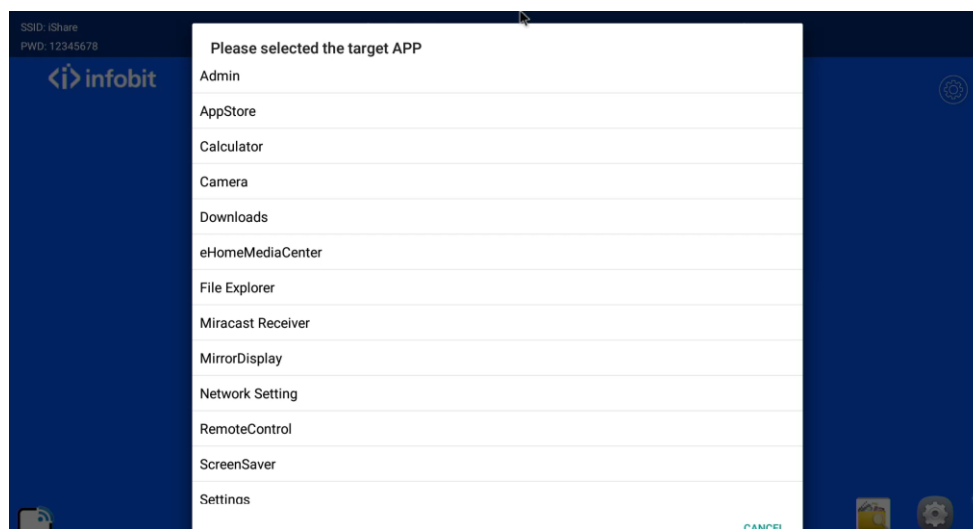 SSID: iShare
PWD: 12345678
<i> infobit
Please selected the target APP
Admin
AppStore
Calculator
Camera
Downloads
eHomeMediaCenter
File Explorer
Miracast Receiver
MirrorDisplay
Network Setting
RemoteControl
ScreenSaver
Settings
CANCEL